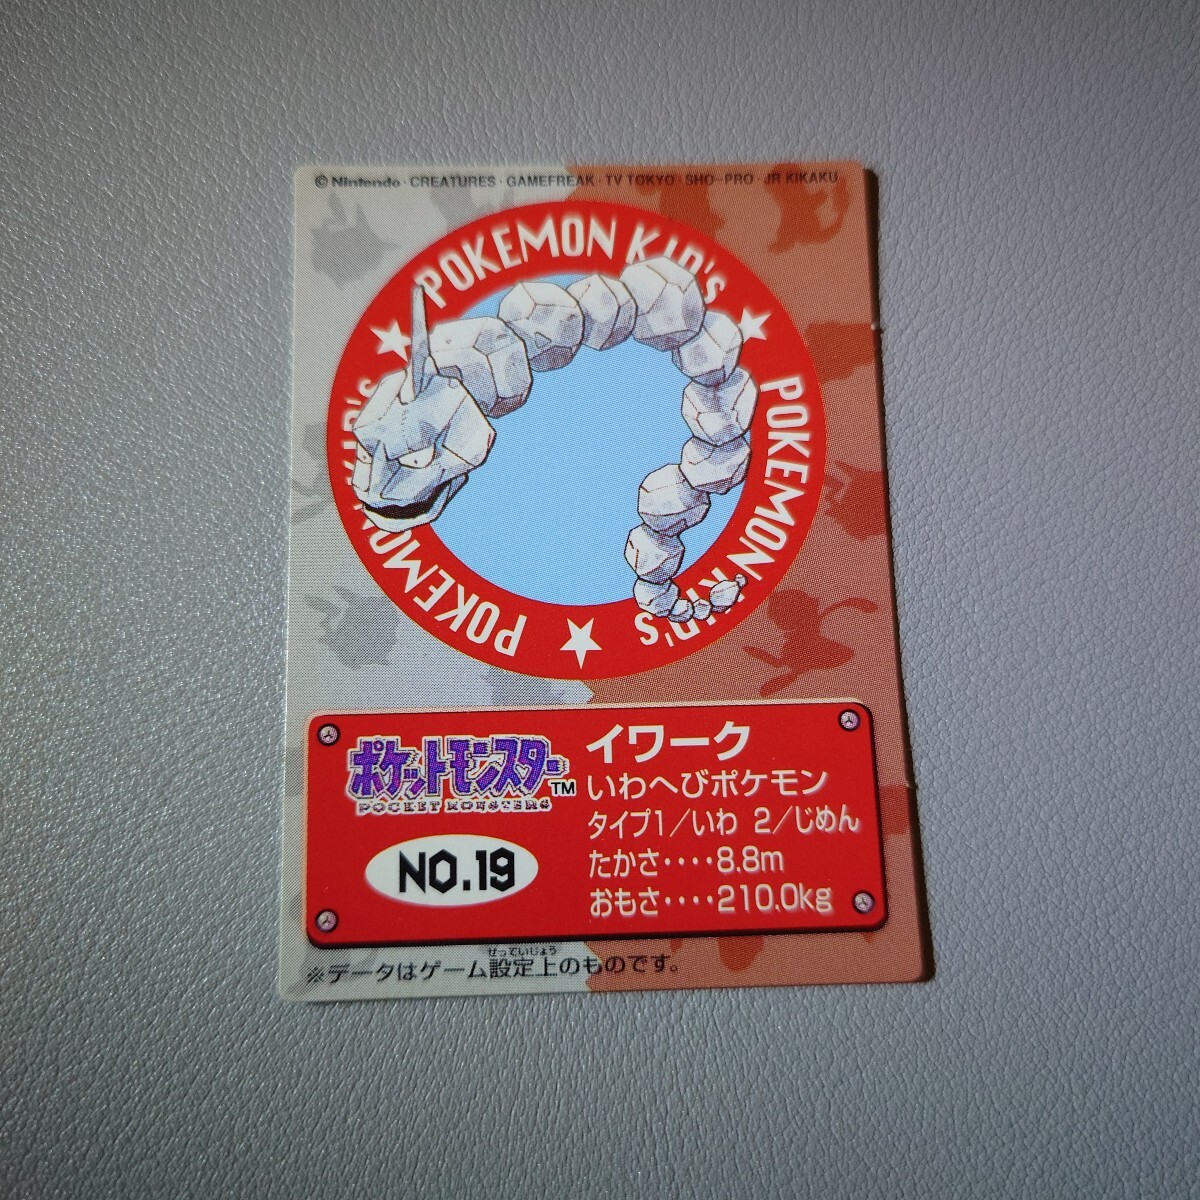 © Nintendo・CREATURES・GAMEFREAK・TV TOKYO・SHO-PRO・JR KIKAKU
POKEMON KID's
POKEMON KID's
POKEMON KID's
ポケットモンスター TM
POCKET MONSTERS
NO.19
イワーク
いわへびポケモン
タイプ1/いわ 2/じめん
たかさ‥‥8.8m
おもさ‥‥210.0kg
せっていじょう
※データはゲーム設定上のものです。